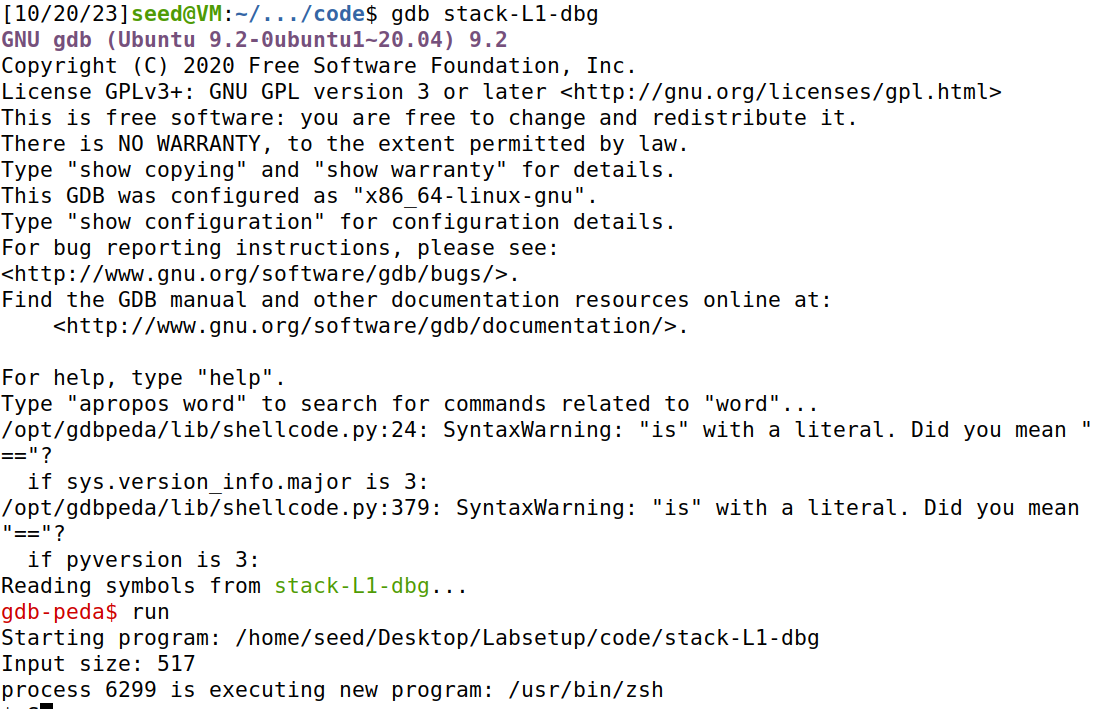 [10/20/23]seed@VM:~/.../code$ gdb stack-L1-dbg
GNU gdb (Ubuntu 9.2-0ubuntu1~20.04) 9.2
Copyright (C) 2020 Free Software Foundation, Inc.
License GPLv3+: GNU GPL version 3 or later <http://gnu.org/licenses/gpl.html>
This is free software: you are free to change and redistribute it.
There is NO WARRANTY, to the extent permitted by law.
Type "show copying" and "show warranty" for details.
This GDB was configured as "x86_64-linux-gnu".
Type "show configuration" for configuration details.
For bug reporting instructions, please see:
<http://www.gnu.org/software/gdb/bugs/>.
Find the GDB manual and other documentation resources online at:
    <http://www.gnu.org/software/gdb/documentation/>.

For help, type "help".
Type "apropos word" to search for commands related to "word"...
/opt/gdbpeda/lib/shellcode.py:24: SyntaxWarning: "is" with a literal. Did you mean "
=="?
  if sys.version_info.major is 3:
/opt/gdbpeda/lib/shellcode.py:379: SyntaxWarning: "is" with a literal. Did you mean
"=="?
  if pyversion is 3:
Reading symbols from stack-L1-dbg...
gdb-peda$ run
Starting program: /home/seed/Desktop/Labsetup/code/stack-L1-dbg
Input size: 517
process 6299 is executing new program: /usr/bin/zsh